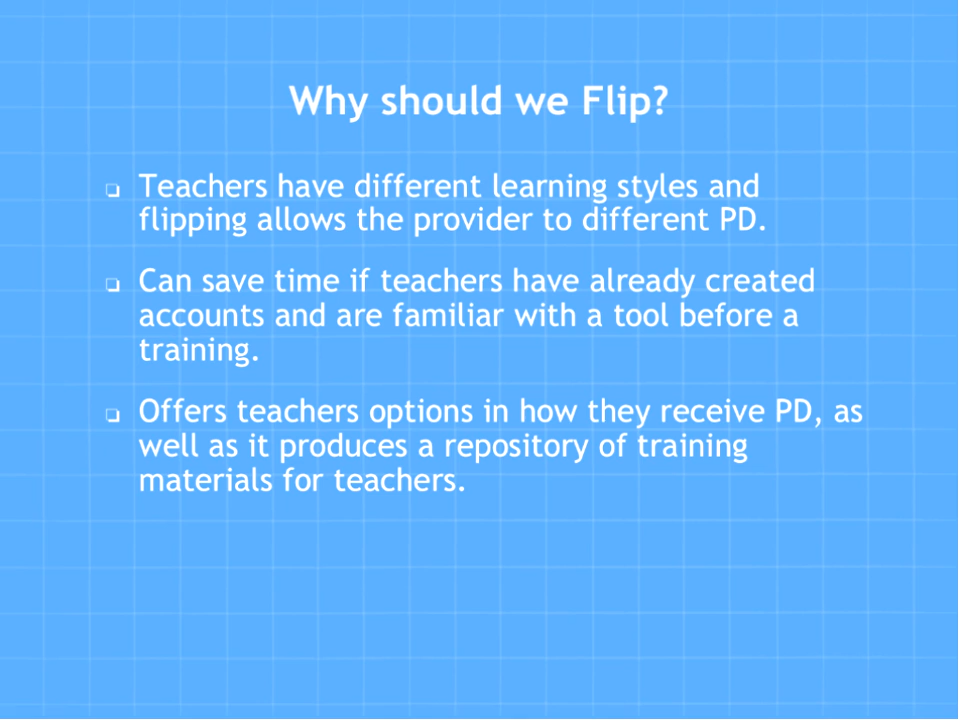 Why should we Flip?
Teachers have different learning styles and
flipping allows the provider to different PD.
Can save time if teachers have already created
accounts and are familiar with a tool before a
training.
Offers teachers options in how they receive PD, as
well as it produces a repository of training
materials for teachers.